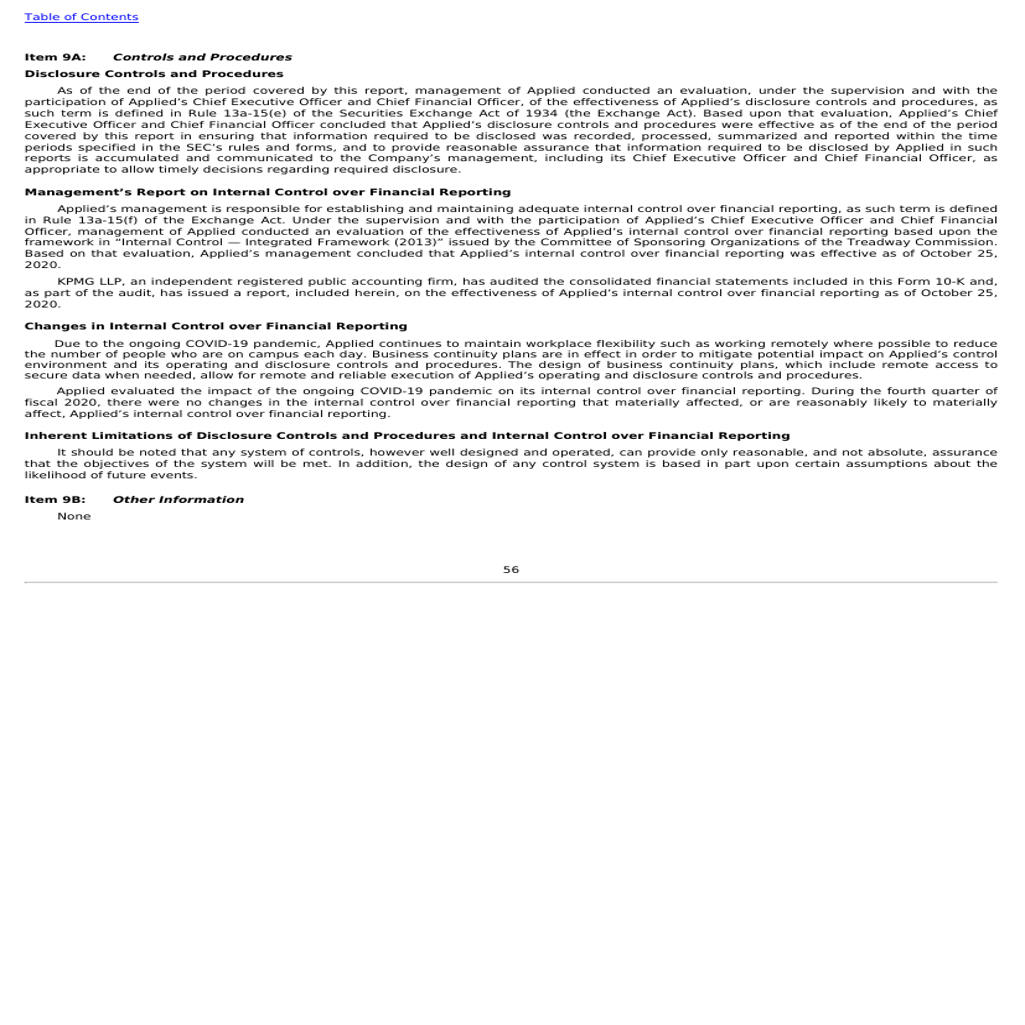 Table of Contents
Item 9A: Controls and Procedures
Disclosure Controls and Procedures
As of the end of the period covered by this report, management of Applied conducted an evaluation, under the supervision and with the
participation of Applied’s Chief Executive Officer and Chief Financial Officer, of the effectiveness of Applied’s disclosure controls and procedures, as
such term is defined in Rule 13a-15(e) of the Securities Exchange Act of 1934 (the Exchange Act). Based upon that evaluation, Applied’s Chief
Executive Officer and Chief Financial Officer concluded that Applied’s disclosure controls and procedures were effective as of the end of the period
covered by this report in ensuring that information required to be disclosed was recorded, processed, summarized and reported within the time
periods specified in the SEC’s rules and forms, and to provide reasonable assurance that information required to be disclosed by Applied in such
reports is accumulated and communicated to the Company’s management, including its Chief Executive Officer and Chief Financial Officer, as
appropriate to allow timely decisions regarding required disclosure.
Management’s Report on Internal Control over Financial Reporting
Applied’s management is responsible for establishing and maintaining adequate internal control over financial reporting, as such term is defined
in Rule 13a-15(f) of the Exchange Act. Under the supervision and with the participation of Applied’s Chief Executive Officer and Chief Financial
Officer, management of Applied conducted an evaluation of the effectiveness of Applied’s internal control over financial reporting based upon the
framework in “Internal Control — Integrated Framework (2013)” issued by the Committee of Sponsoring Organizations of the Treadway Commission.
Based on that evaluation, Applied’s management concluded that Applied’s internal control over financial reporting was effective as of October 25,
2020.
KPMG LLP, an independent registered public accounting firm, has audited the consolidated financial statements included in this Form 10-K and,
as part of the audit, has issued a report, included herein, on the effectiveness of Applied’s internal control over financial reporting as of October 25,
2020.
Changes in Internal Control over Financial Reporting
Due to the ongoing COVID-19 pandemic, Applied continues to maintain workplace flexibility such as working remotely where possible to reduce
the number of people who are on campus each day. Business continuity plans are in effect in order to mitigate potential impact on Applied’s control
environment and its operating and disclosure controls and procedures. The design of business continuity plans, which include remote access to
secure data when needed, allow for remote and reliable execution of Applied’s operating and disclosure controls and procedures.
Applied evaluated the impact of the ongoing COVID-19 pandemic on its internal control over financial reporting. During the fourth quarter of
fiscal 2020, there were no changes in the internal control over financial reporting that materially affected, or are reasonably likely to materially
affect, Applied’s internal control over financial reporting.
Inherent Limitations of Disclosure Controls and Procedures and Internal Control over Financial Reporting
It should be noted that any system of controls, however well designed and operated, can provide only reasonable, and not absolute, assurance
that the objectives of the system will be met. In addition, the design of any control system is based in part upon certain assumptions about the
likelihood of future events.
Item 9B: Other Information
None
56